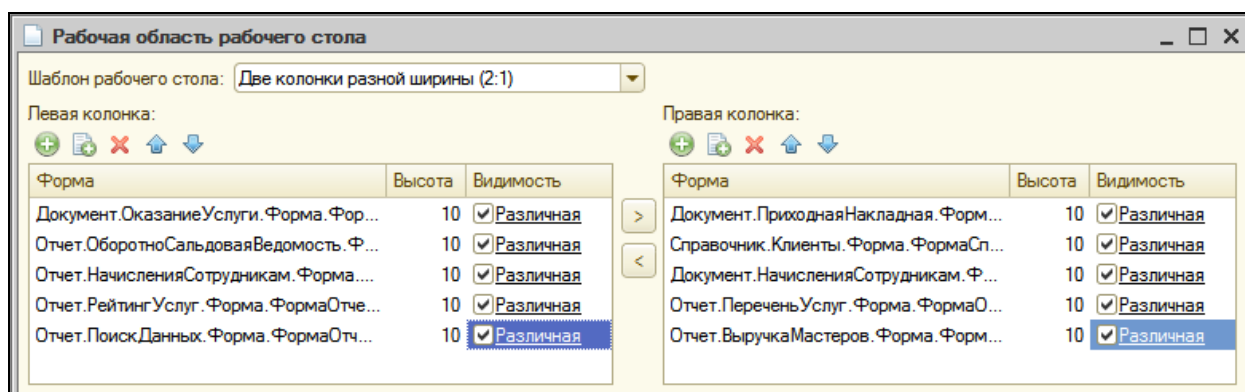 Рабочая область рабочего стола
Шаблон рабочего стола: Две колонки разной ширины (2:1)
Левая колонка:
Форма Высота Видимость
Документ.ОказаниеУслуги.Форма.Фор... 10 Различная
Отчет.ОборотноСальдоваяВедомость.Ф... 10 Различная
Отчет.НачисленияСотрудникам.Форма.... 10 Различная
Отчет.РейтингУслуг.Форма.ФормаОтче... 10 Различная
Отчет.ПоискДанных.Форма.ФормаОтч... 10 Различная
>
<
Правая колонка:
Форма Высота Видимость
Документ.ПриходнаяНакладная.Форм... 10 Различная
Справочник.Клиенты.Форма.ФормаСп... 10 Различная
Документ.НачисленияСотрудникам.Ф... 10 Различная
Отчет.ПереченьУслуг.Форма.ФормаО... 10 Различная
Отчет.ВыручкаМастеров.Форма.Форм... 10 Различная